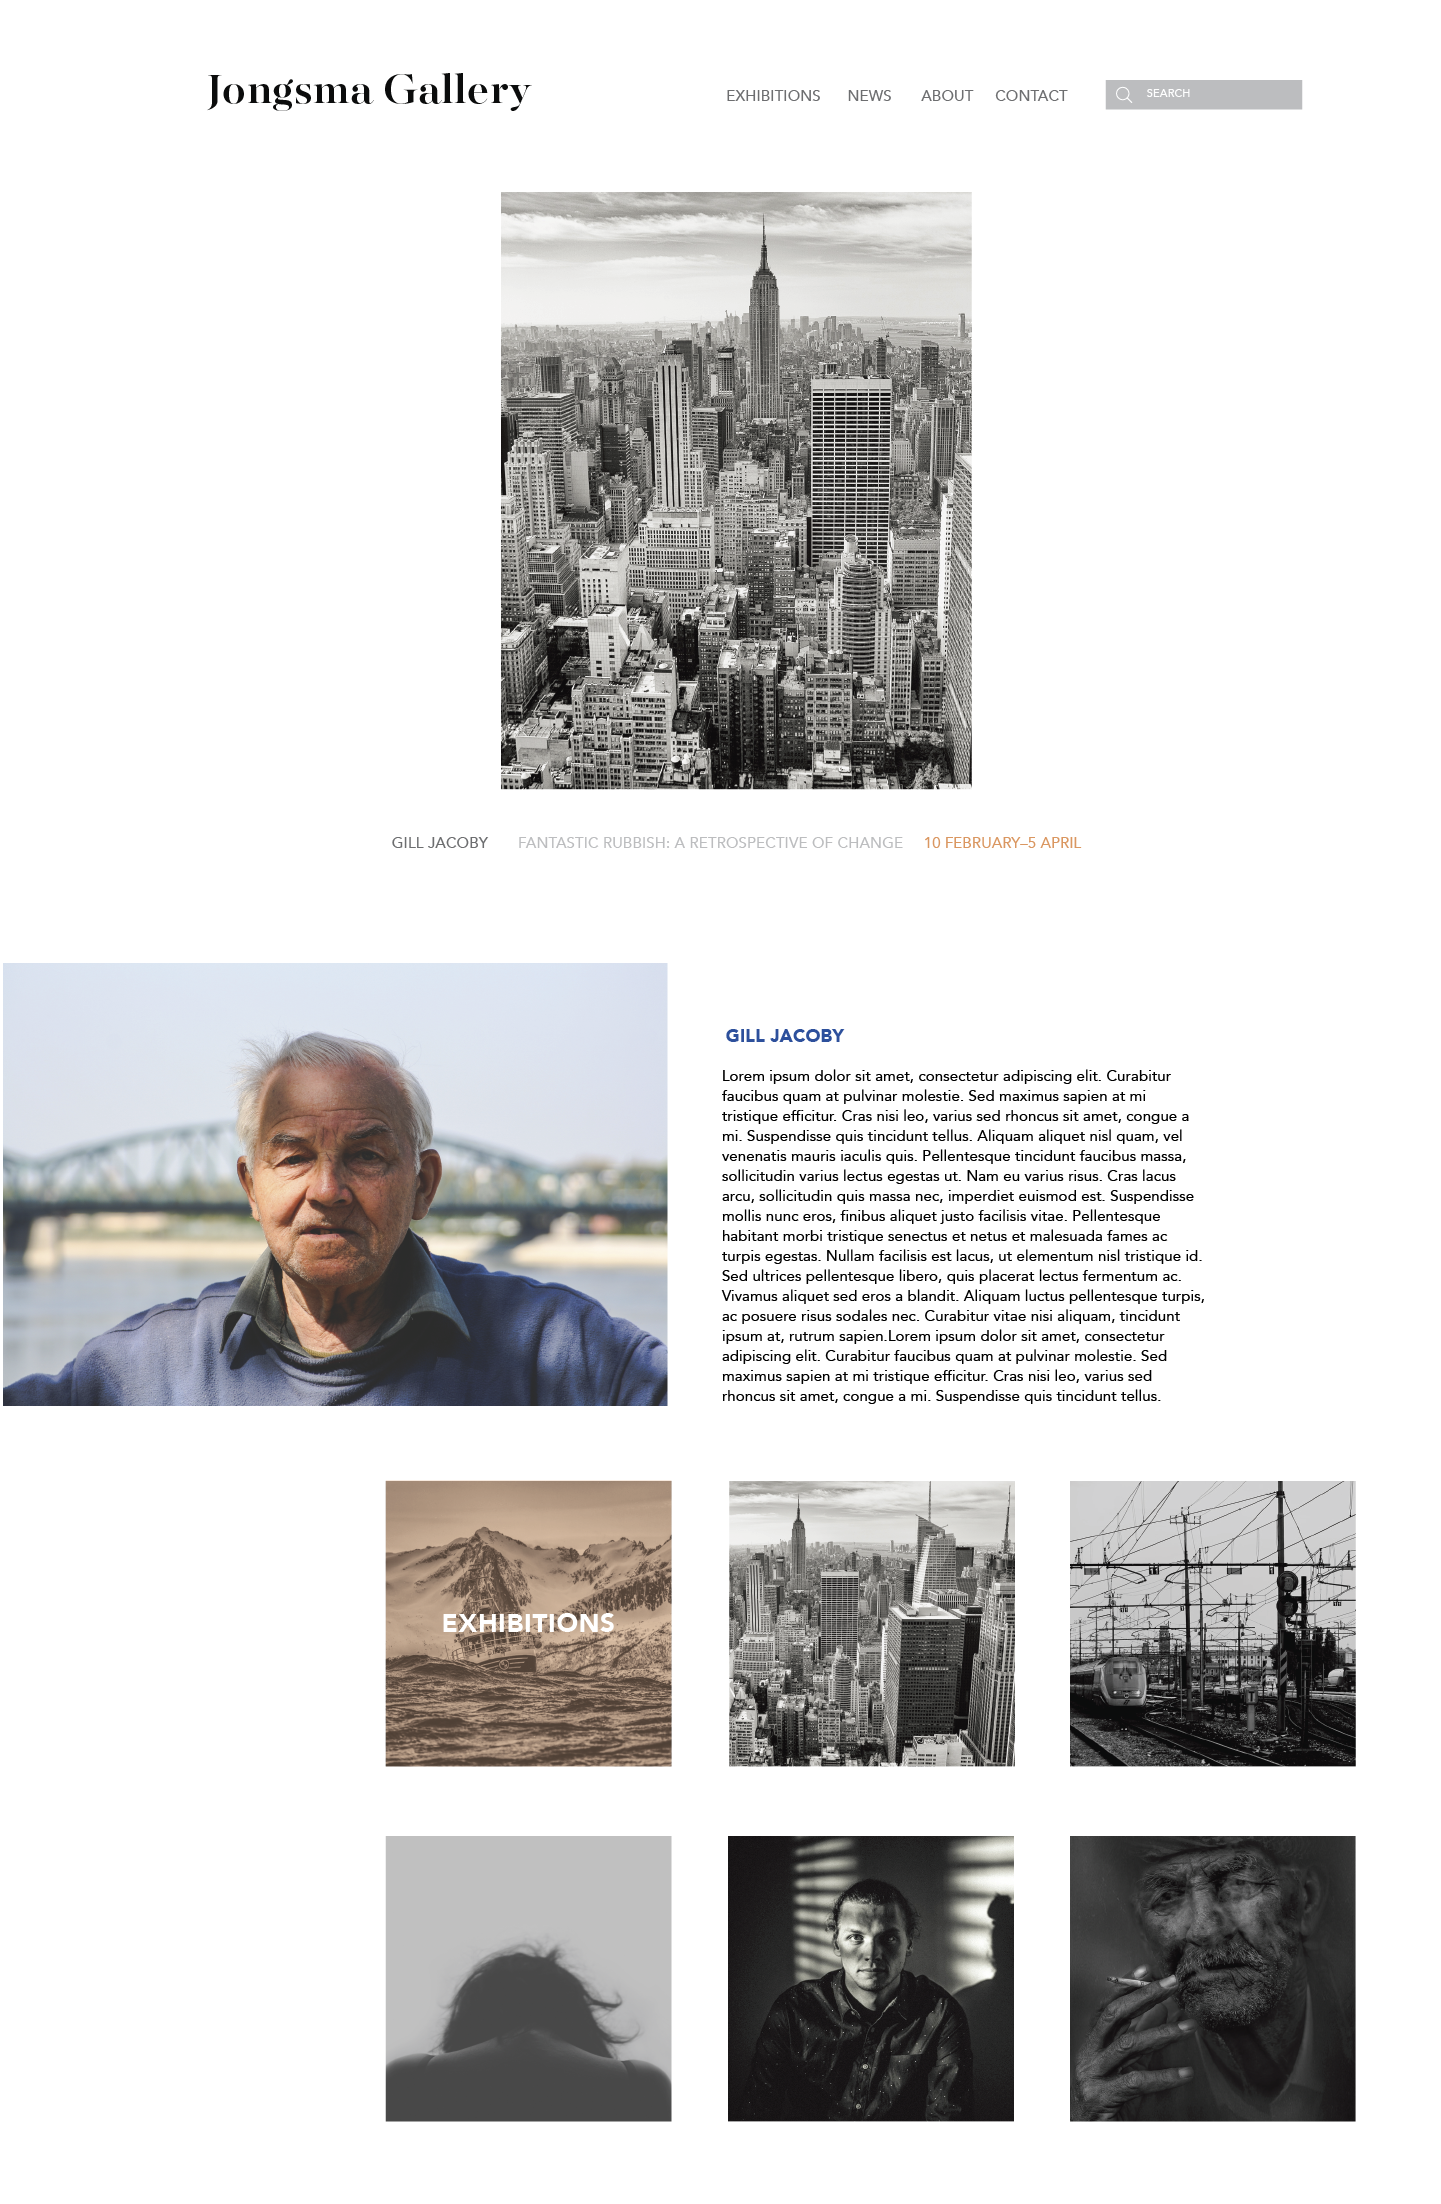 Jongsma Gallery
EXHIBITIONS NEWS ABOUT CONTACT SEARCH
GILL JACOBY FANTASTIC RUBBISH: A RETROSPECTIVE OF CHANGE 10 FEBRUARY–5 APRIL
GILL JACOBY
Lorem ipsum dolor sit amet, consectetur adipiscing elit. Curabitur
faucibus quam at pulvinar molestie. Sed maximus sapien at mi
tristique efficitur. Cras nisi leo, varius sed rhoncus sit amet, congue a
mi. Suspendisse quis tincidunt tellus. Aliquam aliquet nisl quam, vel
venenatis mauris iaculis quis. Pellentesque tincidunt faucibus massa,
sollicitudin varius lectus egestas ut. Nam eu varius risus. Cras lacus
arcu, sollicitudin quis massa nec, imperdiet euismod est. Suspendisse
mollis nunc eros, finibus aliquet justo facilisis vitae. Pellentesque
habitant morbi tristique senectus et netus et malesuada fames ac
turpis egestas. Nullam facilisis est lacus, ut elementum nisl tristique id.
Sed ultrices pellentesque libero, quis placerat lectus fermentum ac.
Vivamus aliquet sed eros a blandit. Aliquam luctus pellentesque turpis,
ac posuere risus sodales nec. Curabitur vitae nisi aliquam, tincidunt
ipsum at, rutrum sapien.Lorem ipsum dolor sit amet, consectetur
adipiscing elit. Curabitur faucibus quam at pulvinar molestie. Sed
maximus sapien at mi tristique efficitur. Cras nisi leo, varius sed
rhoncus sit amet, congue a mi. Suspendisse quis tincidunt tellus.
EXHIBITIONS